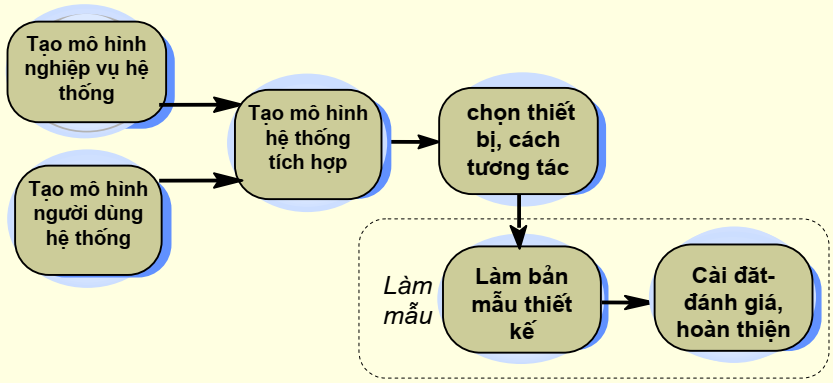 Tạo mô hình
nghiệp vụ hệ
thống
Tạo mô hình
người dùng
hệ thống
Tạo mô hình
hệ thống
tích hợp
chọn thiết
bị, cách
tương tác
Làm
mẫu
Làm bản
mẫu thiết
kế
Cài đăt-
đánh giá,
hoàn thiện